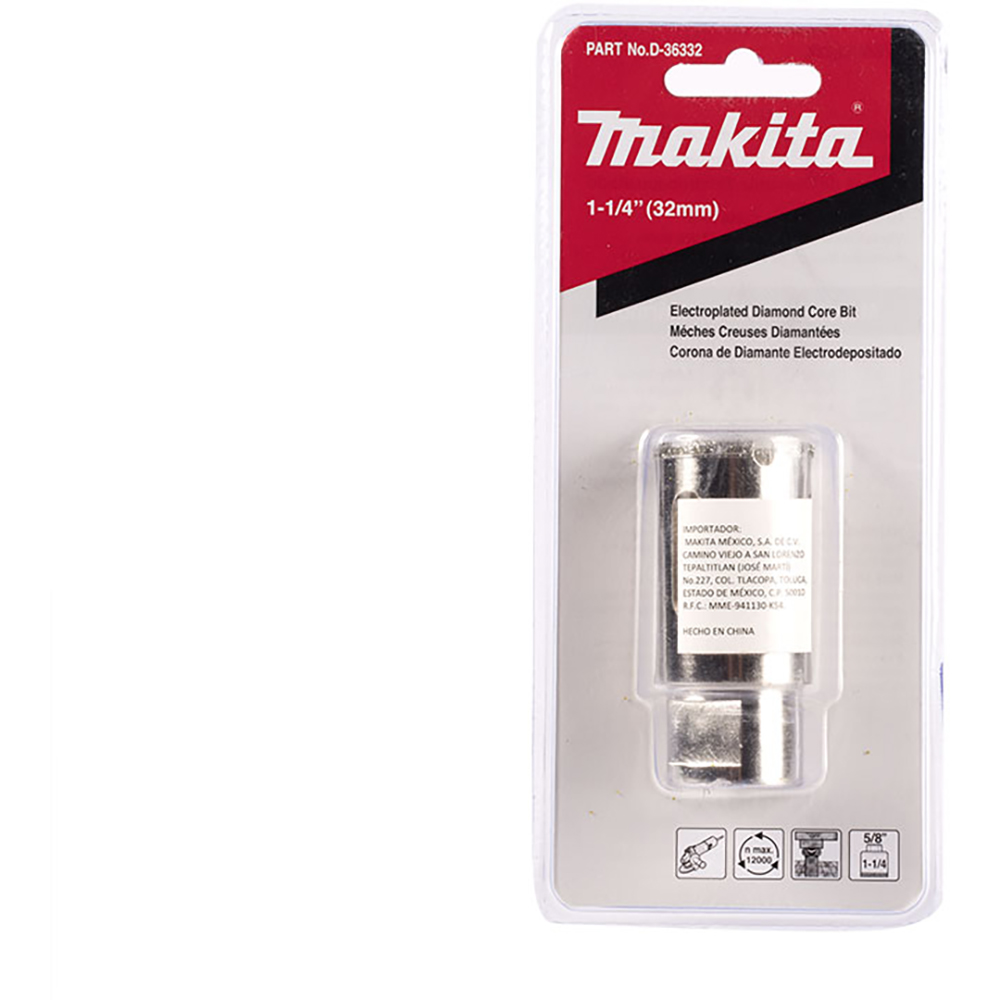 PART No.D-36332
makita®
1-1/4” (32mm)
Electroplated Diamond Core Bit
Méches Creuses Diamantées
Corona de Diamante Electrodepositado
IMPORTADOR:
MAKITA MÉXICO, S.A. DE C.V.
CAMINO VIEJO A SAN LORENZO
TEPALTITLAN (JOSÉ MARTÍ)
No.227, COL. TLACOPA, TOLUCA,
ESTADO DE MÉXICO, C.P. 50010
R.F.C.: MME-941130-K54.
HECHO EN CHINA
n max.
12000
5/8"
1-1/4